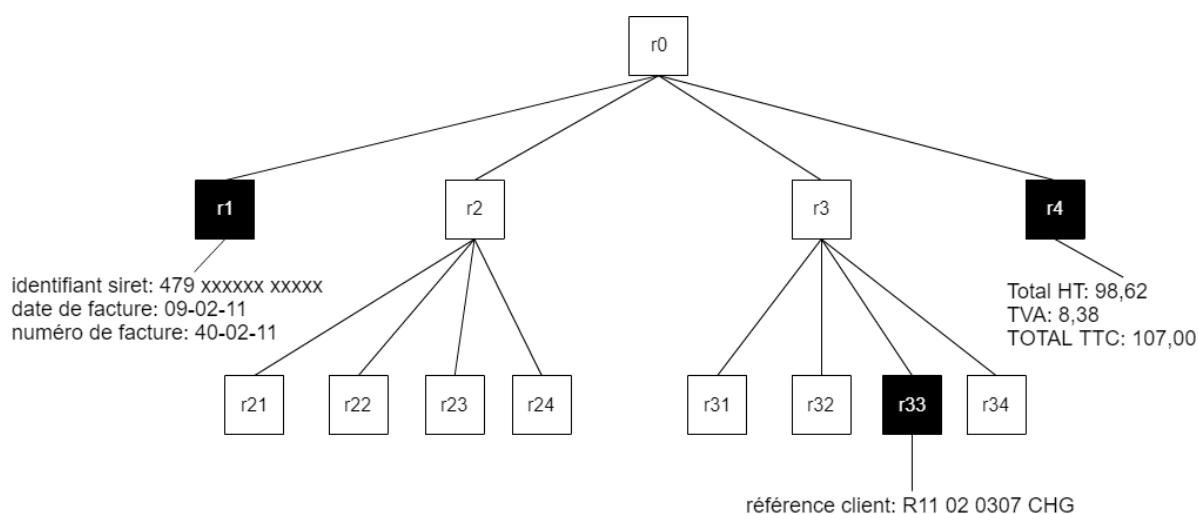 r0
r1
r2
r3
r4
identifiant siret: 479 xxxxxx xxxxx
date de facture: 09-02-11
numéro de facture: 40-02-11
Total HT: 98,62
TVA: 8,38
TOTAL TTC: 107,00
r21
r22
r23
r24
r31
r32
r33
r34
référence client: R11 02 0307 CHG